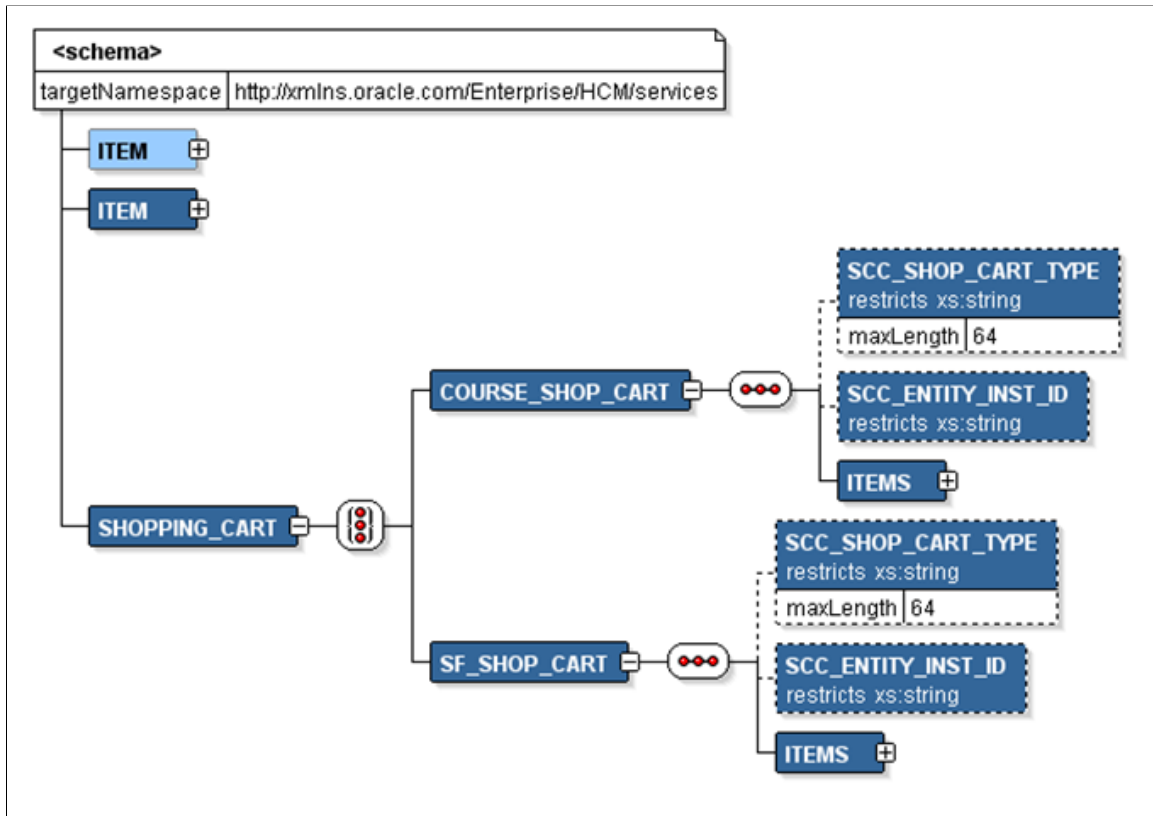 <schema>
targetNamespace http://xmlns.oracle.com/Enterprise/HCM/services
ITEM
ITEM
SCC_SHOP_CART_TYPE
restricts xs:string
maxLength 64
COURSE_SHOP_CART
SCC_ENTITY_INST_ID
restricts xs:string
ITEMS
SHOPPING_CART
SCC_SHOP_CART_TYPE
restricts xs:string
maxLength 64
SF_SHOP_CART
SCC_ENTITY_INST_ID
restricts xs:string
ITEMS